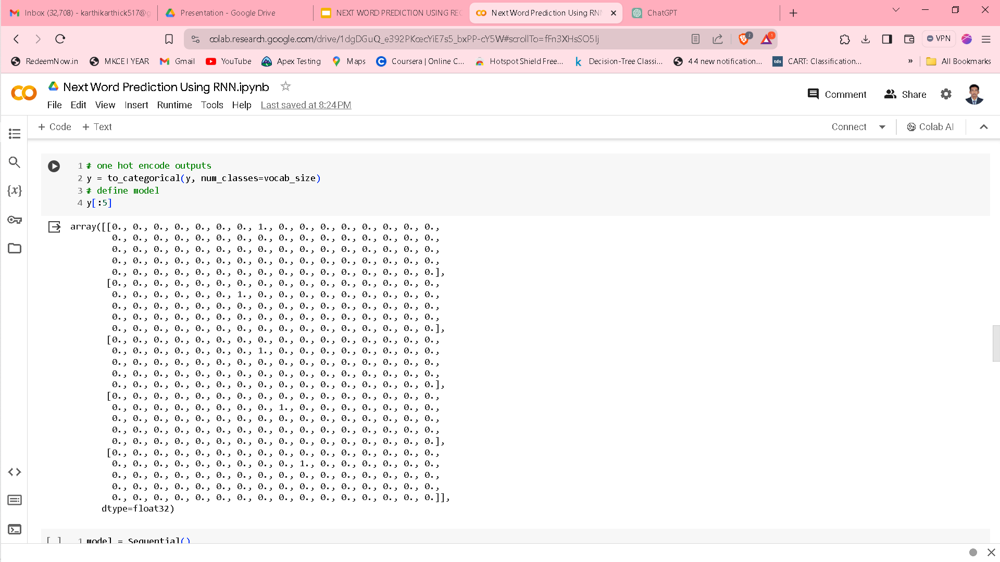 Inbox (32,708) - karthikarthick517@g
Presentation - Google Drive
NEXT WORD PREDICTION USING REC
Next Word Prediction Using RNN
ChatGPT
colab.research.google.com/drive/1dgDGuQ_e392PKœcYiE7s5_bxPP-cY5W#scrollTo=fFn3XHsSO5Ij
2
1
VPN
RedeemNow.in
MKCE I YEAR
Gmail
YouTube
Apex Testing
Maps
Coursera | Online C...
Hotspot Shield Free...
k Decision-Tree Classi...
4 4 new notification...
tds CART: Classification...
»
All Bookmarks
Next Word Prediction Using RNN.ipynb
File Edit View Insert Runtime Tools Help Last saved at 8:24 PM
Comment
Share
+ Code + Text
Connect
Colab AI
{x}
1 # one hot encode outputs
2 y = to_categorical(y, num_classes=vocab_size)
3 # define model
4 y[:5]
array([[0., 0., 0., 0., 0., 0., 0., 1., 0., 0., 0., 0., 0., 0., 0., 0.,
0., 0., 0., 0., 0., 0., 0., 0., 0., 0., 0., 0., 0., 0., 0., 0.,
0., 0., 0., 0., 0., 0., 0., 0., 0., 0., 0., 0., 0., 0., 0., 0.,
0., 0., 0., 0., 0., 0., 0., 0., 0., 0., 0., 0., 0., 0., 0., 0.,
0., 0., 0., 0., 0., 0., 0., 0., 0., 0., 0., 0., 0., 0., 0., 0.],
[0., 0., 0., 0., 0., 0., 0., 0., 0., 0., 0., 0., 0., 0., 0., 0.,
0., 0., 0., 0., 0., 0., 1., 0., 0., 0., 0., 0., 0., 0., 0., 0.,
0., 0., 0., 0., 0., 0., 0., 0., 0., 0., 0., 0., 0., 0., 0., 0.,
0., 0., 0., 0., 0., 0., 0., 0., 0., 0., 0., 0., 0., 0., 0., 0.,
0., 0., 0., 0., 0., 0., 0., 0., 0., 0., 0., 0., 0., 0., 0., 0.],
[0., 0., 0., 0., 0., 0., 0., 0., 0., 0., 0., 0., 0., 0., 0., 0.,
0., 0., 0., 0., 0., 0., 0., 1., 0., 0., 0., 0., 0., 0., 0., 0.,
0., 0., 0., 0., 0., 0., 0., 0., 0., 0., 0., 0., 0., 0., 0., 0.,
0., 0., 0., 0., 0., 0., 0., 0., 0., 0., 0., 0., 0., 0., 0., 0.,
0., 0., 0., 0., 0., 0., 0., 0., 0., 0., 0., 0., 0., 0., 0., 0.],
[0., 0., 0., 0., 0., 0., 0., 0., 0., 0., 0., 0., 0., 0., 0., 0.,
0., 0., 0., 0., 0., 0., 0., 0., 1., 0., 0., 0., 0., 0., 0., 0.,
0., 0., 0., 0., 0., 0., 0., 0., 0., 0., 0., 0., 0., 0., 0., 0.,
0., 0., 0., 0., 0., 0., 0., 0., 0., 0., 0., 0., 0., 0., 0., 0.,
0., 0., 0., 0., 0., 0., 0., 0., 0., 0., 0., 0., 0., 0., 0., 0.],
[0., 0., 0., 0., 0., 0., 0., 0., 0., 0., 0., 0., 0., 0., 0., 0.,
0., 0., 0., 0., 0., 0., 0., 0., 0., 1., 0., 0., 0., 0., 0., 0.,
0., 0., 0., 0., 0., 0., 0., 0., 0., 0., 0., 0., 0., 0., 0., 0.,
0., 0., 0., 0., 0., 0., 0., 0., 0., 0., 0., 0., 0., 0., 0., 0.,
0., 0., 0., 0., 0., 0., 0., 0., 0., 0., 0., 0., 0., 0., 0., 0.]],
dtype=float32)
[ ] 1 model = Sequential()